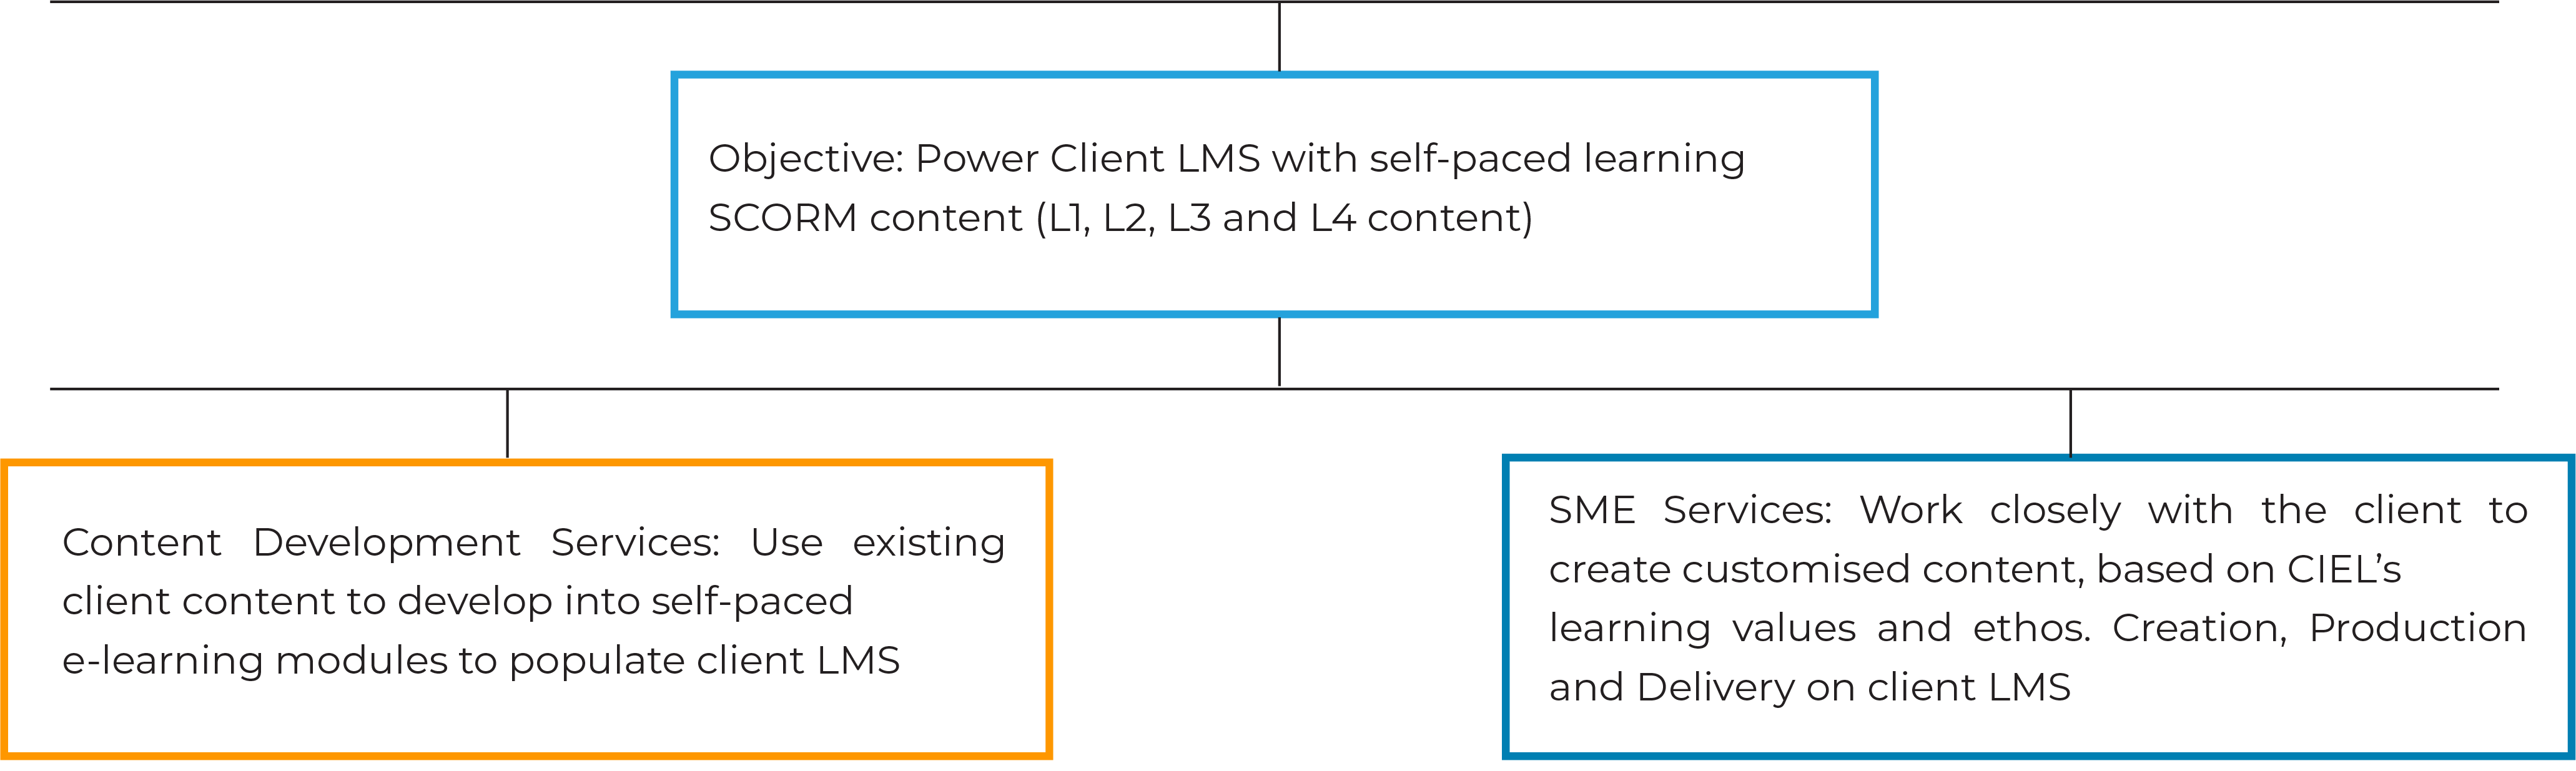 Objective: Power Client LMS with self-paced learning
SCORM content (L1, L2, L3 and L4 content)
Content Development Services: Use existing
client content to develop into self-paced
e-learning modules to populate client LMS
SME Services: Work closely with the client to
create customised content, based on CIEL’s
learning values and ethos. Creation, Production
and Delivery on client LMS